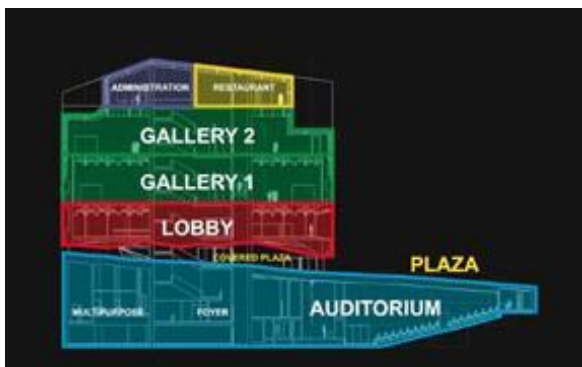 ADMINISTRATION RESTAURANT
GALLERY 2
GALLERY 1
LOBBY
COVERED PLAZA
PLAZA
MULTIPURPOSE FOYER AUDITORIUM